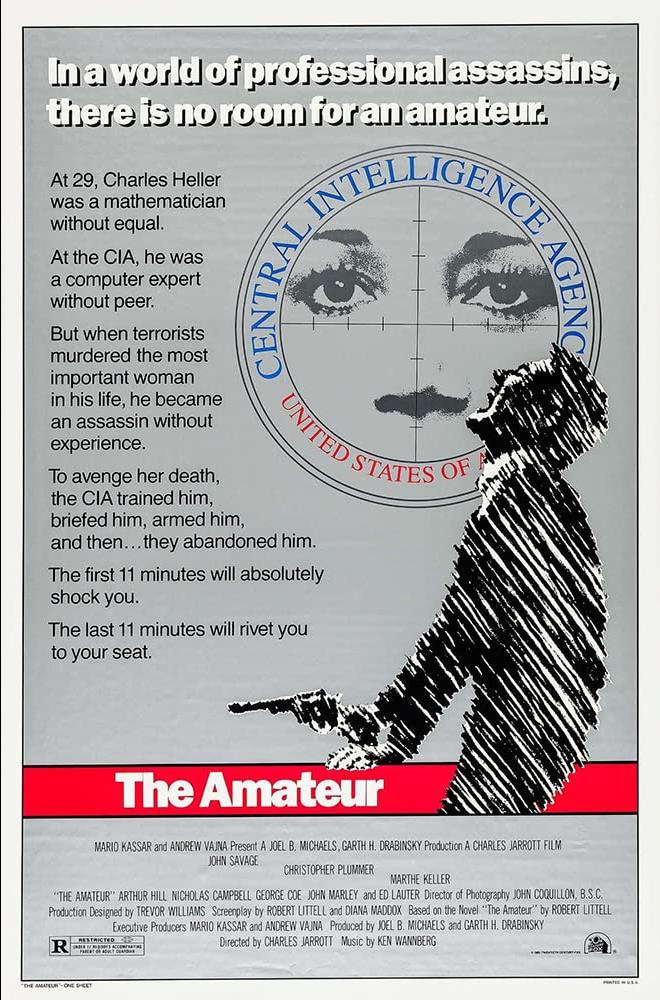 In a world of professional assassins,
there is no room for an amateur.
At 29, Charles Heller
was a mathematician
without equal.
At the CIA, he was
a computer expert
without peer.
But when terrorists
murdered the most
important woman
in his life, he became
an assassin without
experience.
To avenge her death,
the CIA trained him,
briefed him, armed him,
and then...they abandoned him.
The first 11 minutes will absolutely
shock you.
The last 11 minutes will rivet you
to your seat.
CENTRAL INTELLIGENCE AGENC
UNITED STATES OF A
The Amateur
MARIO KASSAR and ANDREW VAJNA Present A JOEL B. MICHAELS, GARTH H. DRABINSKY Production A CHARLES JARROTT FILM
JOHN SAVAGE
CHRISTOPHER PLUMMER
MARTHE KELLER
"THE AMATEUR" ARTHUR HILL NICHOLAS CAMPBELL GEORGE COE JOHN MARLEY and ED LAUTER Director of Photography JOHN COQUILLON, B.S.C.
Production Designed by TREVOR WILLIAMS Screenplay by ROBERT LITTELL and DIANA MADDOX Based on the Novel "The Amateur" by ROBERT LITTELL
Executive Producers MARIO KASSAR and ANDREW VAJNA Produced by JOEL B. MICHAELS and GARTH H. DRABINSKY
Directed by CHARLES JARROTT Music by KEN WANNBERG
R RESTRICTED
UNDER 17 REQUIRES ACCOMPANYING
PARENT OR ADULT GUARDIAN
"THE AMATEUR"-ONE SHEET
PRINTED IN U.S.A.